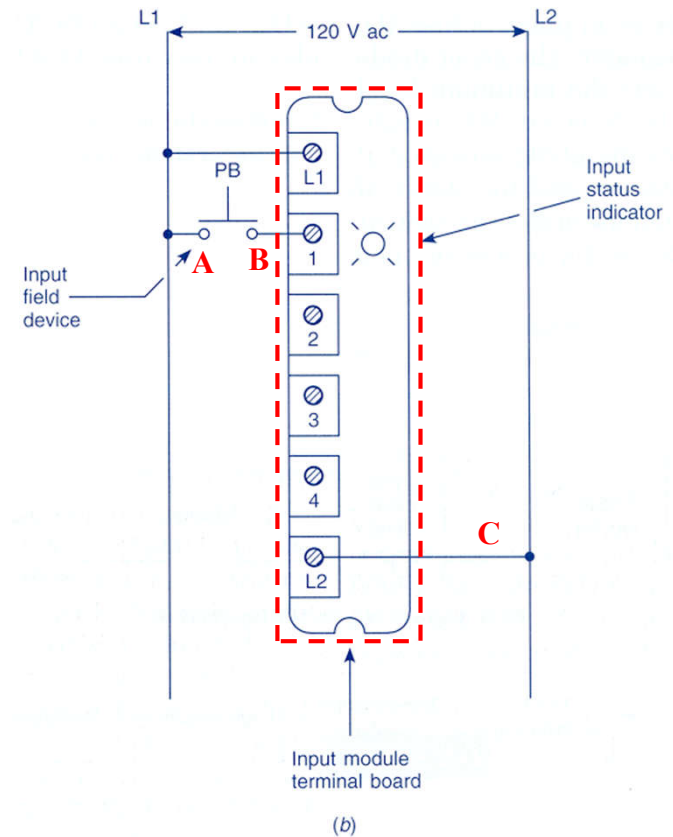 L1
L2
120 V ac
L1
PB
Input
status
indicator
1
A
B
Input
field
device
2
3
4
C
L2
Input module
terminal board
(b)